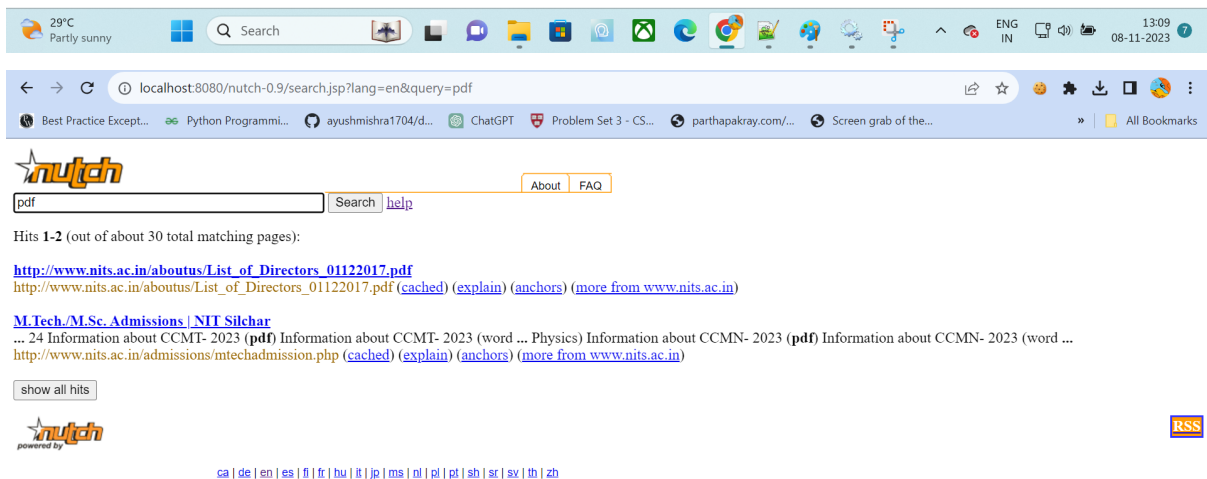 29°C
Partly sunny
Search
ENG
IN
13:09
08-11-2023
7
localhost:8080/nutch-0.9/search.jsp?lang=en&query=pdf
Best Practice Except... Python Programmi... ayushmishra1704/d... ChatGPT Problem Set 3 - CS... parthapakray.com/... Screen grab of the... » All Bookmarks
nutch
About FAQ
pdf Search help
Hits 1-2 (out of about 30 total matching pages):
http://www.nits.ac.in/aboutus/List_of_Directors_01122017.pdf
http://www.nits.ac.in/aboutus/List_of_Directors_01122017.pdf (cached) (explain) (anchors) (more from www.nits.ac.in)
M.Tech./M.Sc. Admissions | NIT Silchar
... 24 Information about CCMT- 2023 (pdf) Information about CCMT- 2023 (word ... Physics) Information about CCMN- 2023 (pdf) Information about CCMN- 2023 (word ...
http://www.nits.ac.in/admissions/mtechadmission.php (cached) (explain) (anchors) (more from www.nits.ac.in)
show all hits
nutch
powered by
RSS
ca | de | en | es | fi | fr | hu | it | jp | ms | nl | pl | pt | sh | sr | sv | th | zh